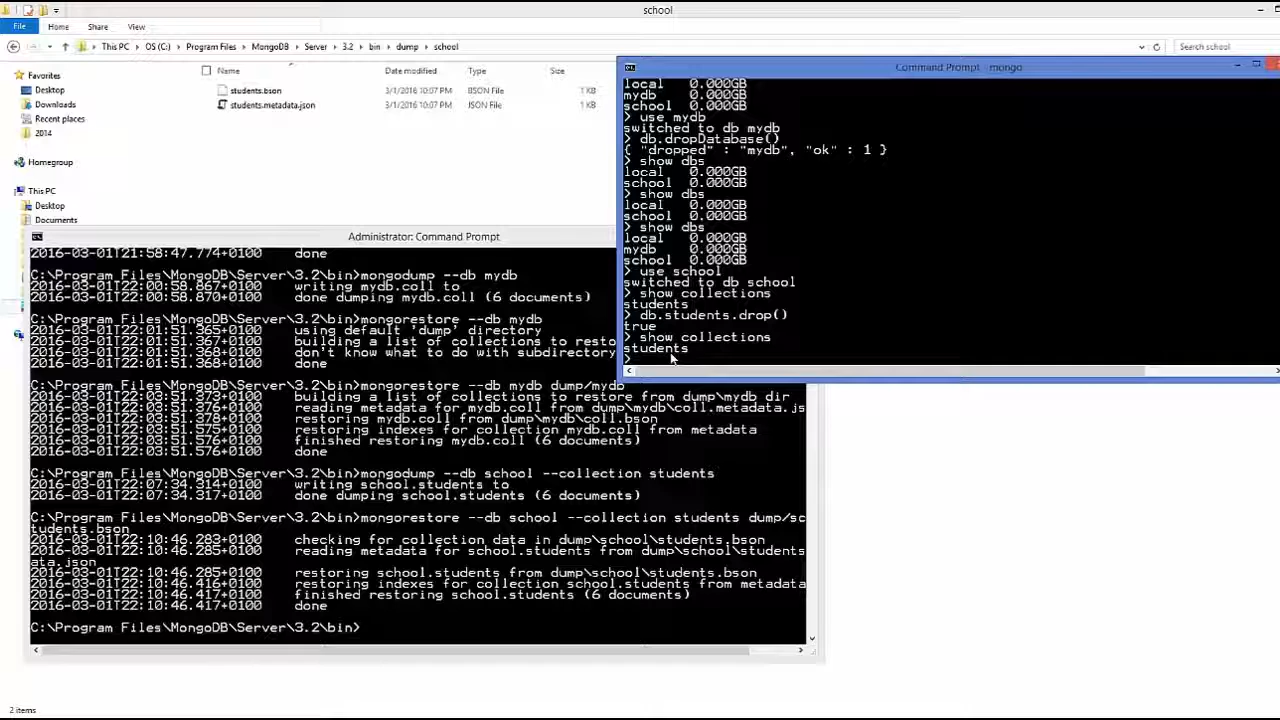 school
File Home Share View
This PC OS (C:) Program Files MongoDB Server 3.2 bin dump school
Search school
Name Date modified Type Size
students.bson 3/1/2016 10:07 PM BSON File 1 KB
students.metadata.json 3/1/2016 10:07 PM JSON File 1 KB
Favorites
Desktop
Downloads
Recent places
2014
Homegroup
This PC
Desktop
Documents
Command Prompt - mongo
local 0.000GB
mydb 0.000GB
school 0.000GB
> use mydb
switched to db mydb
> db.dropDatabase()
{ "dropped" : "mydb", "ok" : 1 }
> show dbs
local 0.000GB
school 0.000GB
> show dbs
local 0.000GB
school 0.000GB
> show dbs
local 0.000GB
mydb 0.000GB
school 0.000GB
> use school
switched to db school
> show collections
students
> db.students.drop()
true
> show collections
students
>
Administrator: Command Prompt
2016-03-01T21:58:47.774+0100 done
C:\Program Files\MongoDB\Server\3.2\bin>mongodump --db mydb
2016-03-01T22:00:58.867+0100 writing mydb.coll to
2016-03-01T22:00:58.870+0100 done dumping mydb.coll (6 documents)
C:\Program Files\MongoDB\Server\3.2\bin>mongorestore --db mydb
2016-03-01T22:01:51.365+0100 using default 'dump' directory
2016-03-01T22:01:51.367+0100 building a list of collections to resto
2016-03-01T22:01:51.368+0100 don't know what to do with subdirectory
2016-03-01T22:01:51.368+0100 done
C:\Program Files\MongoDB\Server\3.2\bin>mongorestore --db mydb dump/mydb
2016-03-01T22:03:51.373+0100 building a list of collections to restore from dump\mydb dir
2016-03-01T22:03:51.376+0100 reading metadata for mydb.coll from dump\mydb\coll.metadata.js
2016-03-01T22:03:51.378+0100 restoring mydb.coll from dump\mydb\coll.bson
2016-03-01T22:03:51.575+0100 restoring indexes for collection mydb.coll from metadata
2016-03-01T22:03:51.576+0100 finished restoring mydb.coll (6 documents)
2016-03-01T22:03:51.576+0100 done
C:\Program Files\MongoDB\Server\3.2\bin>mongodump --db school --collection students
2016-03-01T22:07:34.314+0100 writing school.students to
2016-03-01T22:07:34.317+0100 done dumping school.students (6 documents)
C:\Program Files\MongoDB\Server\3.2\bin>mongorestore --db school --collection students dump/sc
tudents.bson
2016-03-01T22:10:46.283+0100 checking for collection data in dump\school\students.bson
2016-03-01T22:10:46.285+0100 reading metadata for school.students from dump\school\students
ata.json
2016-03-01T22:10:46.285+0100 restoring school.students from dump\school\students.bson
2016-03-01T22:10:46.416+0100 restoring indexes for collection school.students from metadata
2016-03-01T22:10:46.417+0100 finished restoring school.students (6 documents)
2016-03-01T22:10:46.417+0100 done
C:\Program Files\MongoDB\Server\3.2\bin>
2 items